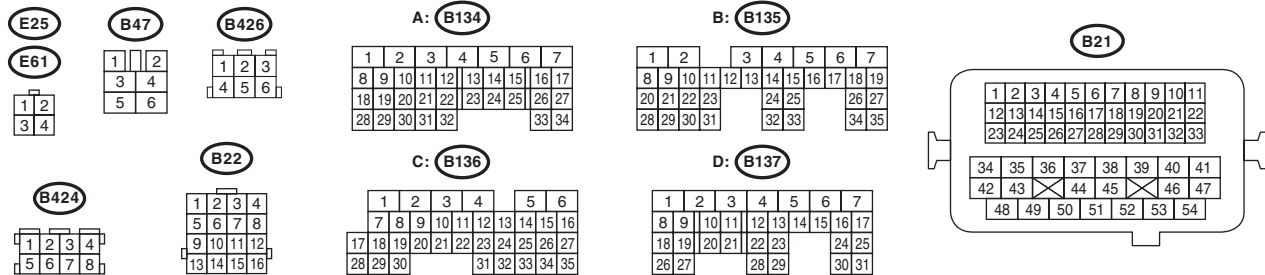 E25
E61
1 2
3 4
B47
1 2
3 4
5 6
B426
1 2 3
4 5 6
B424
1 2 3 4
5 6 7 8
B22
1 2 3 4
5 6 7 8
9 10 11 12
13 14 15 16
A: B134
1 2 3 4 5 6 7
8 9 10 11 12 13 14 15 16 17
18 19 20 21 22 23 24 25 26 27
28 29 30 31 32 33 34
B: B135
1 2 3 4 5 6 7
8 9 10 11 12 13 14 15 16 17 18 19
20 21 22 23 24 25 26 27
28 29 30 31 32 33 34 35
C: B136
1 2 3 4 5 6
7 8 9 10 11 12 13 14 15 16
17 18 19 20 21 22 23 24 25 26 27
28 29 30 31 32 33 34 35
D: B137
1 2 3 4 5 6 7
8 9 10 11 12 13 14 15 16 17
18 19 20 21 22 23 24 25
26 27 28 29 30 31
B21
1 2 3 4 5 6 7 8 9 10 11
12 13 14 15 16 17 18 19 20 21 22
23 24 25 26 27 28 29 30 31 32 33
34 35 36 37 38 39 40 41
42 43 44 45 46 47
48 49 50 51 52 53 54